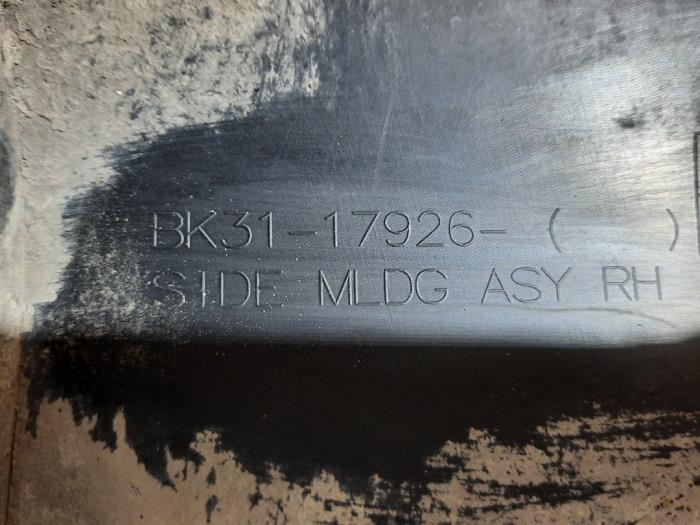 BK31-17926- ( )
SIDE MLDG ASY RH